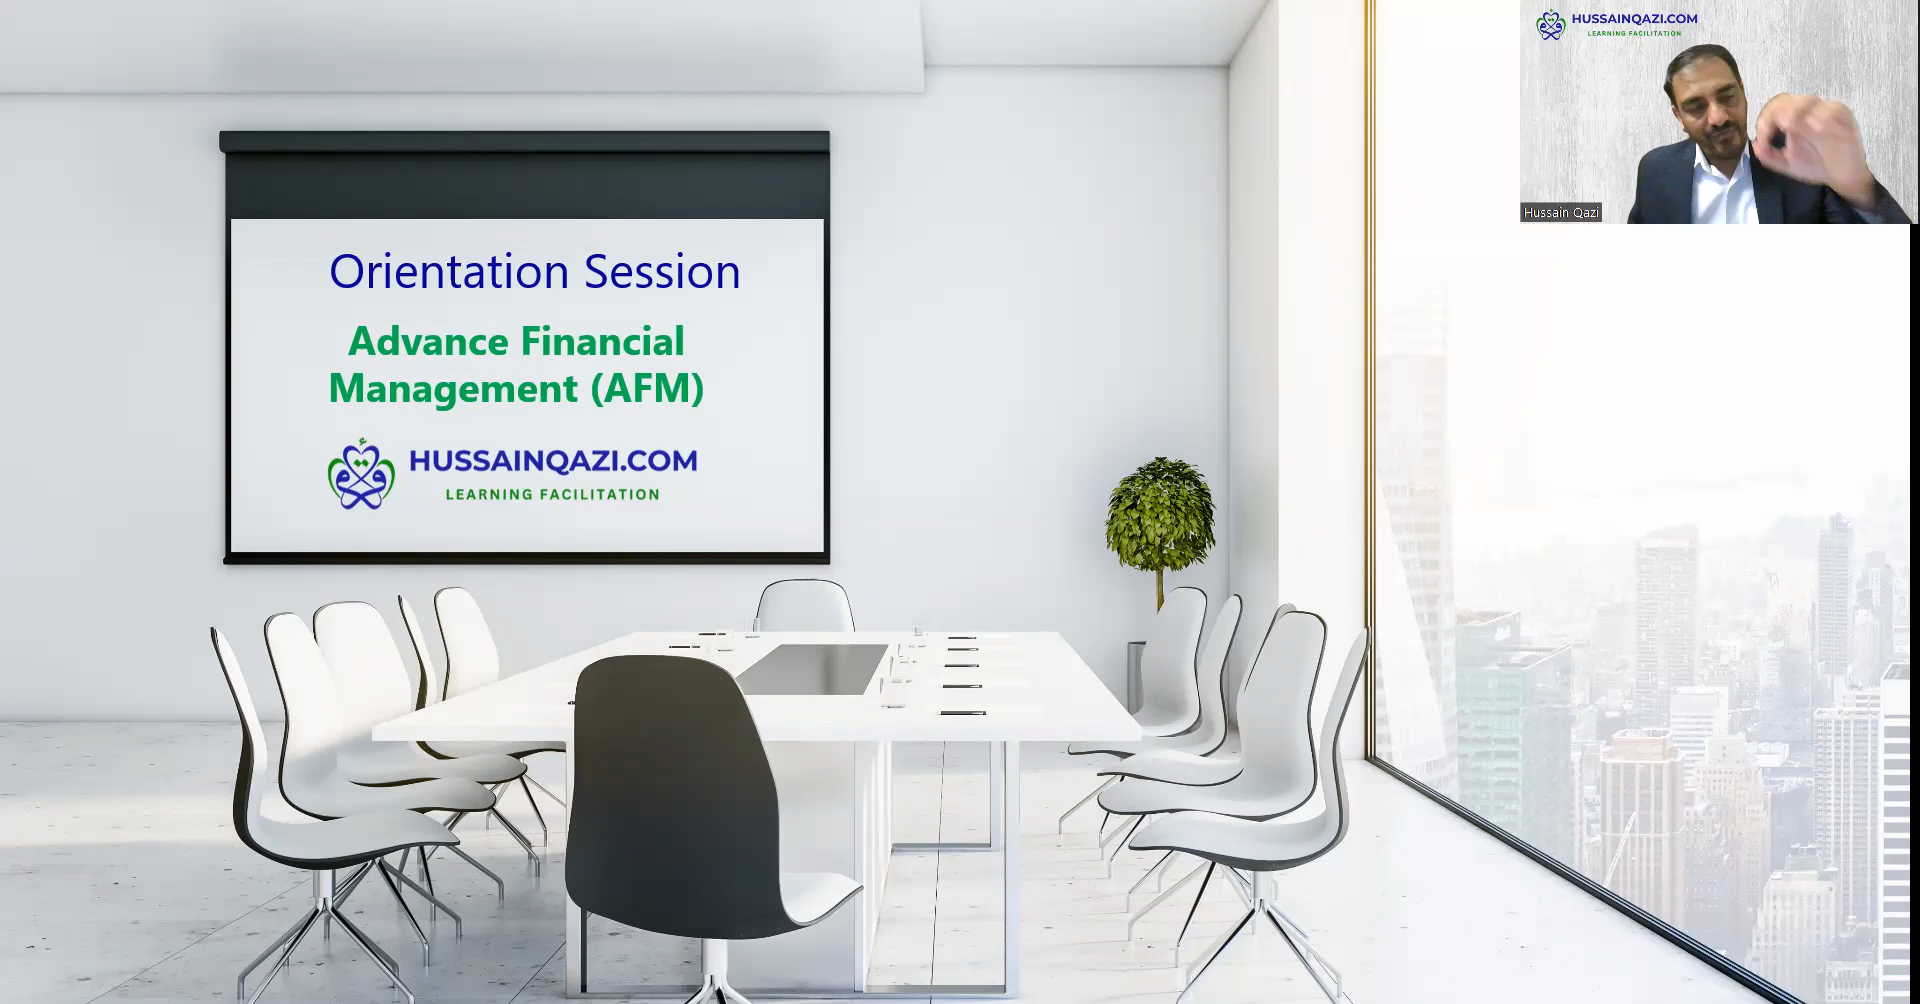 Orientation Session
Advance Financial
Management (AFM)
HUSSAINQAZI.COM
LEARNING FACILITATION
HUSSAINQAZI.COM
LEARNING FACILITATION
Hussain Qazi